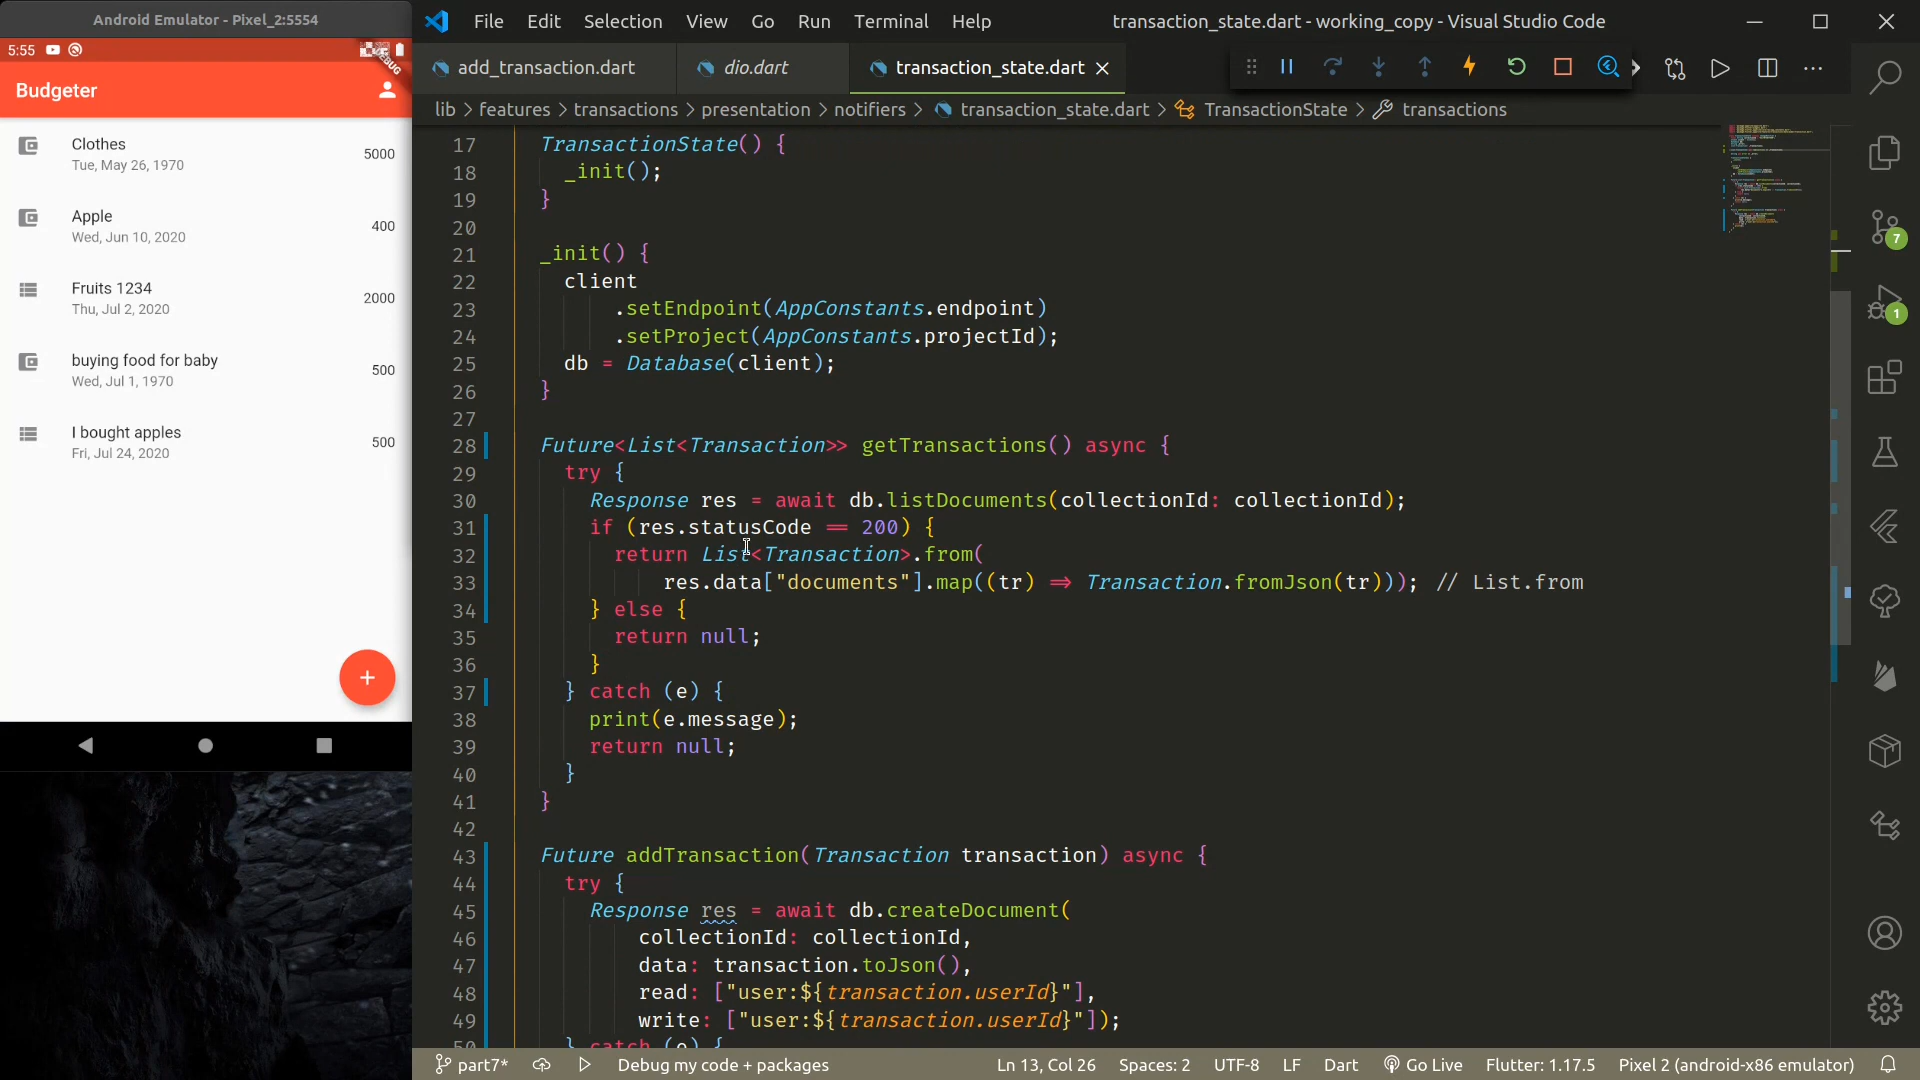 Android Emulator - Pixel_2:5554
5:55
DEBUG
Budgeter
Clothes
Tue, May 26, 1970
5000
Apple
Wed, Jun 10, 2020
400
Fruits 1234
Thu, Jul 2, 2020
2000
buying food for baby
Wed, Jul 1, 1970
500
I bought apples
Fri, Jul 24, 2020
500
+
File Edit Selection View Go Run Terminal Help
transaction_state.dart - working_copy - Visual Studio Code
add_transaction.dart
dio.dart
transaction_state.dart
lib > features > transactions > presentation > notifiers > transaction_state.dart > TransactionState > transactions
17 TransactionState() {
18 _init();
19 }
20
21 _init() {
22 client
23 .setEndpoint(AppConstants.endpoint)
24 .setProject(AppConstants.projectId);
25 db = Database(client);
26 }
27
28 Future<List<Transaction>> getTransactions() async {
29 try {
30 Response res = await db.listDocuments(collectionId: collectionId);
31 if (res.statusCode == 200) {
32 return List<Transaction>.from(
33 res.data["documents"].map((tr) => Transaction.fromJson(tr))); // List.from
34 } else {
35 return null;
36 }
37 } catch (e) {
38 print(e.message);
39 return null;
40 }
41 }
42
43 Future addTransaction(Transaction transaction) async {
44 try {
45 Response res = await db.createDocument(
46 collectionId: collectionId,
47 data: transaction.toJson(),
48 read: ["user:${transaction.userId}"],
49 write: ["user:${transaction.userId}"]);
50 } catch (e) {
7
1
part7*
Debug my code + packages
Ln 13, Col 26
Spaces: 2
UTF-8
LF
Dart
Go Live
Flutter: 1.17.5
Pixel 2 (android-x86 emulator)